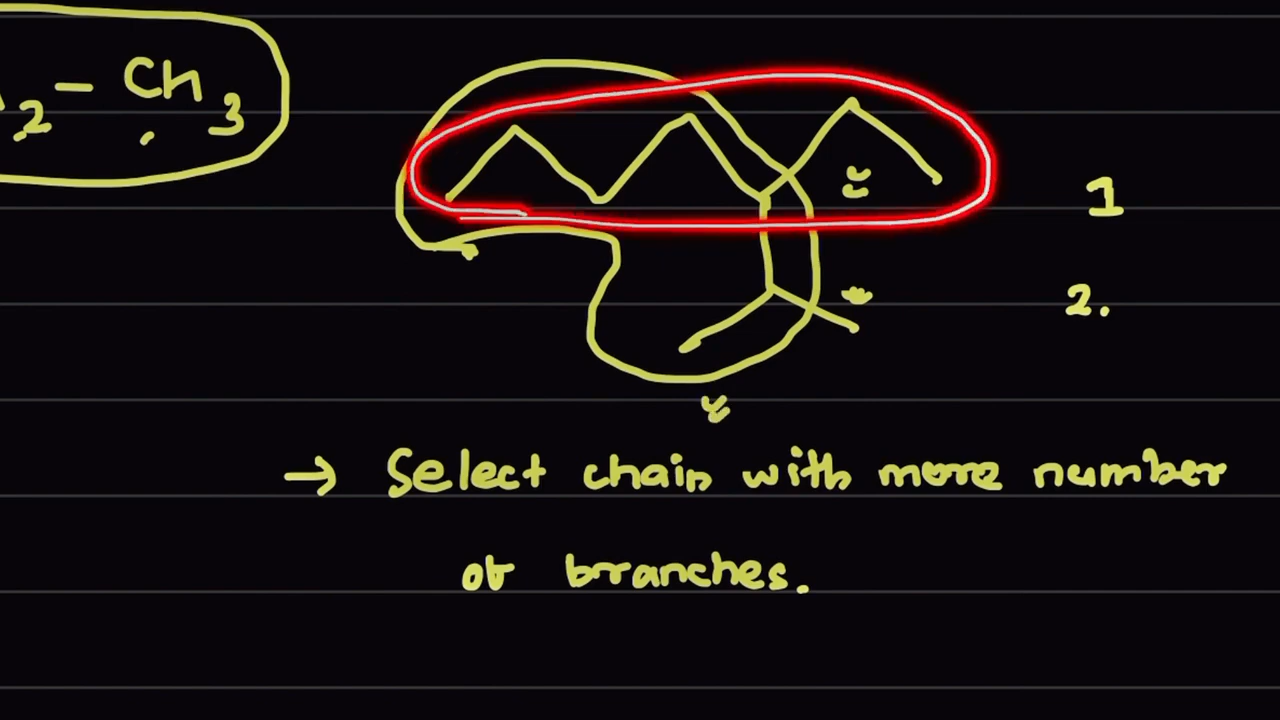 2 - CH3
1
2.
→ Select chain with more number
of branches.